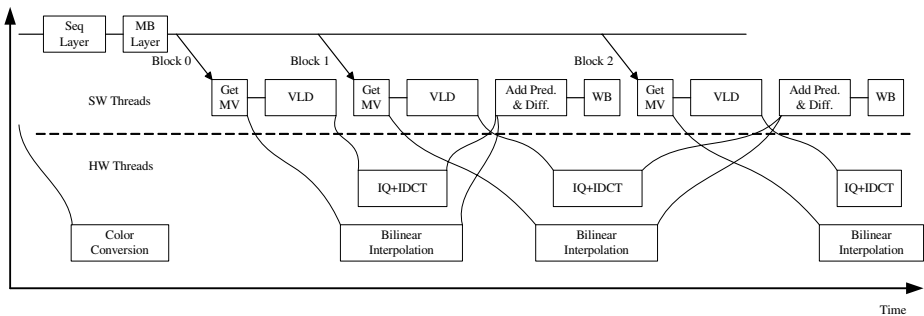 Seq
Layer
MB
Layer
Block 0
Block 1
Block 2
SW Threads
Get
MV
VLD
Get
MV
VLD
Add Pred.
& Diff.
WB
Get
MV
VLD
Add Pred.
& Diff.
WB
HW Threads
IQ+IDCT
IQ+IDCT
IQ+IDCT
Color
Conversion
Bilinear
Interpolation
Bilinear
Interpolation
Bilinear
Interpolation
Time